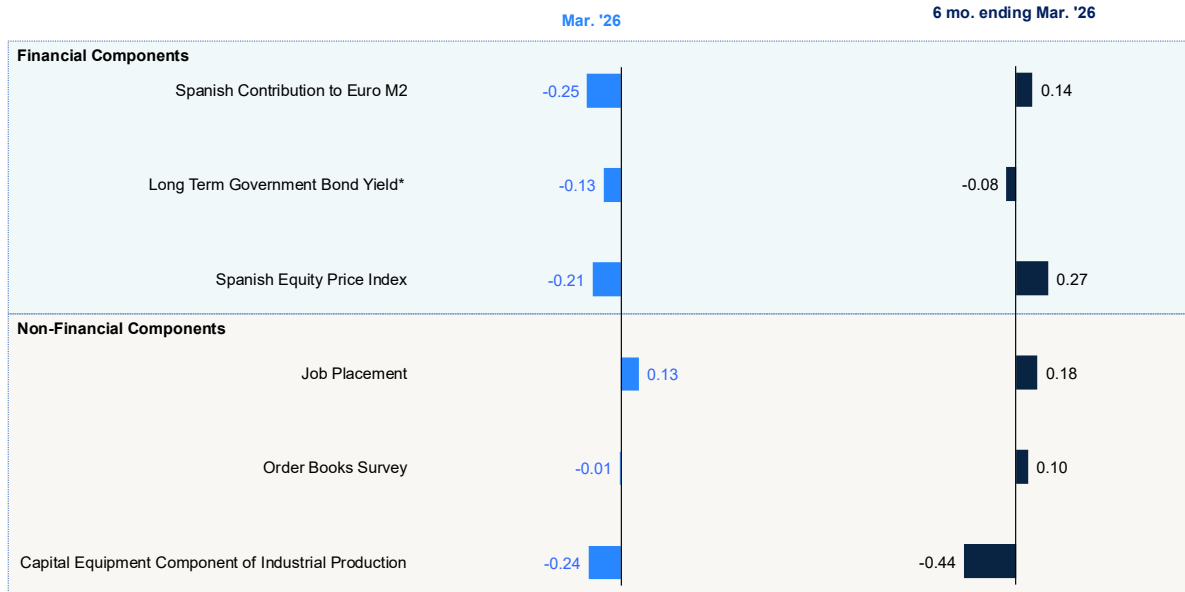 Mar. '26
6 mo. ending Mar. '26
Financial Components
Spanish Contribution to Euro M2
-0.25
0.14
Long Term Government Bond Yield*
-0.13
-0.08
Spanish Equity Price Index
-0.21
0.27
Non-Financial Components
Job Placement
0.13
0.18
Order Books Survey
-0.01
0.10
Capital Equipment Component of Industrial Production
-0.24
-0.44